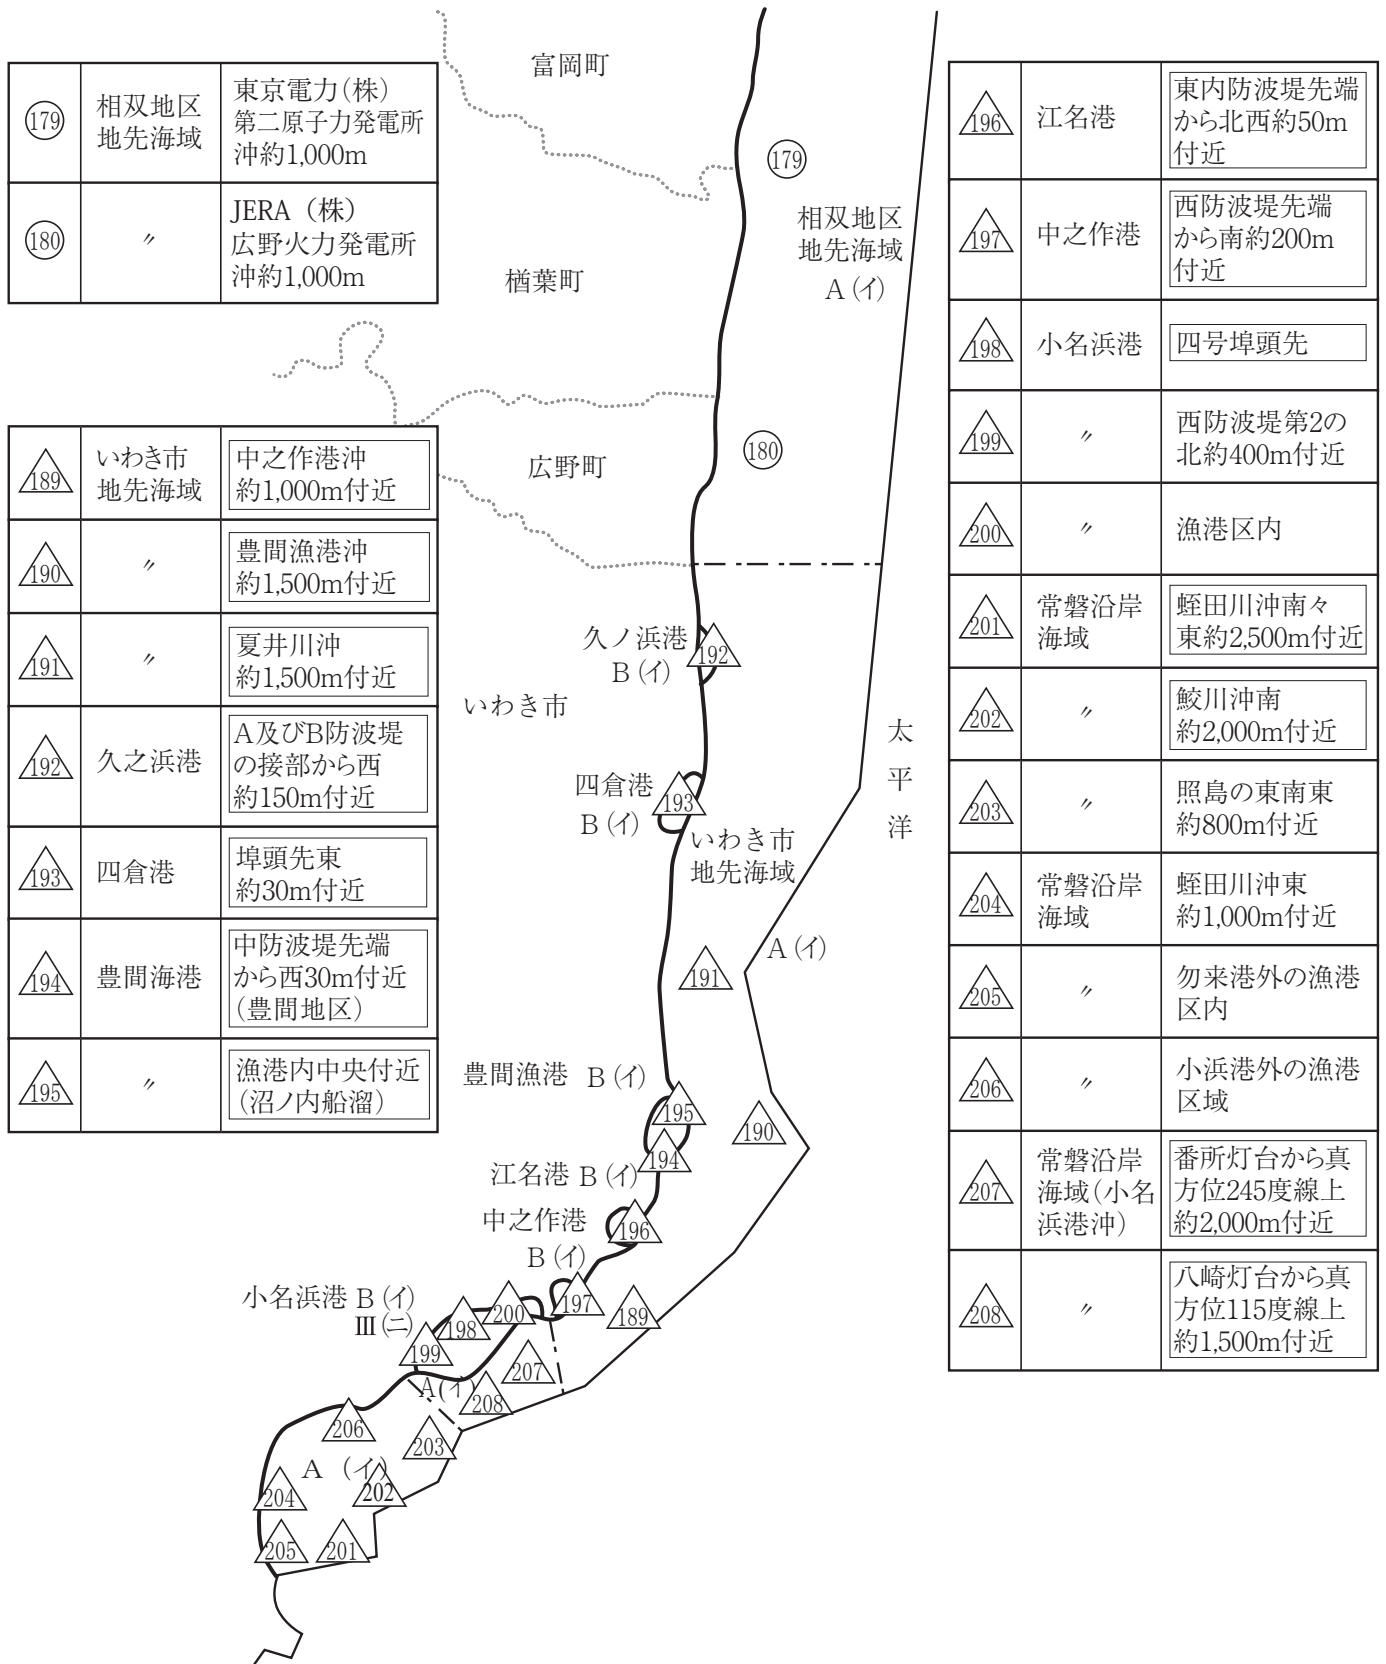 富岡町
179
相双地区
地先海域
東京電力(株)
第二原子力発電所
沖約1,000m
180
〃
JERA（株）
広野火力発電所
沖約1,000m
179
相双地区
地先海域
A(イ)
楢葉町
180
広野町
189
いわき市
地先海域
中之作港沖
約1,000m付近
190
〃
豊間漁港沖
約1,500m付近
191
〃
夏井川沖
約1,500m付近
192
久之浜港
A及びB防波堤
の接部から西
約150m付近
193
四倉港
埠頭先東
約30m付近
194
豊間海港
中防波堤先端
から西30m付近
(豊間地区)
195
〃
漁港内中央付近
(沼ノ内船溜)
久ノ浜港
B(イ)
192
いわき市
太
平
洋
四倉港
B(イ)
193
いわき市
地先海域
A(イ)
191
豊間漁港 B(イ)
195
190
194
江名港 B(イ)
中之作港
B(イ)
196
197
189
小名浜港 B(イ)
Ⅲ(ニ)
200
198
199
207
A(イ)
208
206
203
A (イ)
204
202
205
201
196
江名港
東内防波堤先端
から北西約50m
付近
197
中之作港
西防波堤先端
から南約200m
付近
198
小名浜港
四号埠頭先
199
〃
西防波堤第2の
北約400m付近
200
〃
漁港区内
201
常磐沿岸
海域
蛭田川沖南々
東約2,500m付近
202
〃
鮫川沖南
約2,000m付近
203
〃
照島の東南東
約800m付近
204
常磐沿岸
海域
蛭田川沖東
約1,000m付近
205
〃
勿来港外の漁港
区内
206
〃
小浜港外の漁港
区域
207
常磐沿岸
海域(小名
浜港沖)
番所灯台から真
方位245度線上
約2,000m付近
208
〃
八崎灯台から真
方位115度線上
約1,500m付近